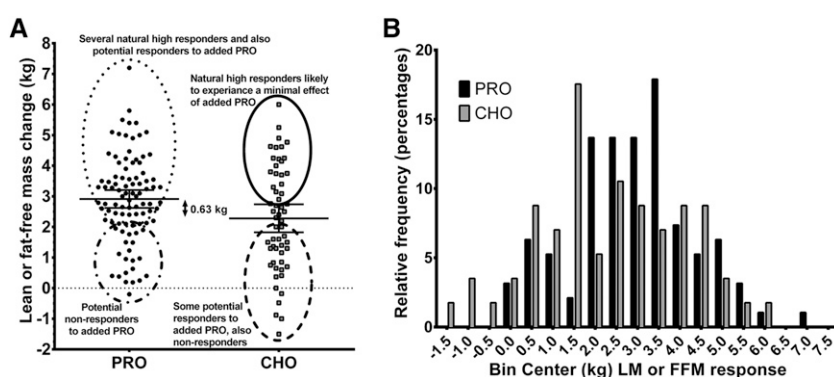 A
Lean or fat-free mass change (kg)
8
7
6
5
4
3
2
1
0
-1
-2
Several natural high responders and also
potential responders to added PRO
Natural high responders likely
to experiance a minimal effect
of added PRO
0.63 kg
Potential
non-responders
to added PRO
Some potential
responders to
added PRO, also
non-responders
PRO
CHO
B
Relative frequency (percentages)
20
15
10
5
0
PRO
CHO
-1.5
-1.0
-0.5
0.0
0.5
1.0
1.5
2.0
2.5
3.0
3.5
4.0
4.5
5.0
5.5
6.0
6.5
7.0
7.5
Bin Center (kg) LM or FFM response